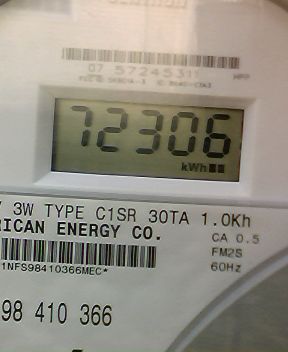 07 57245311
72306
kWh
3W TYPE C1SR 30TA 1.0Kh
RICAN ENERGY CO.
CA 0.5
FM2S
60Hz
1NFS98410366MEC*
98 410 366